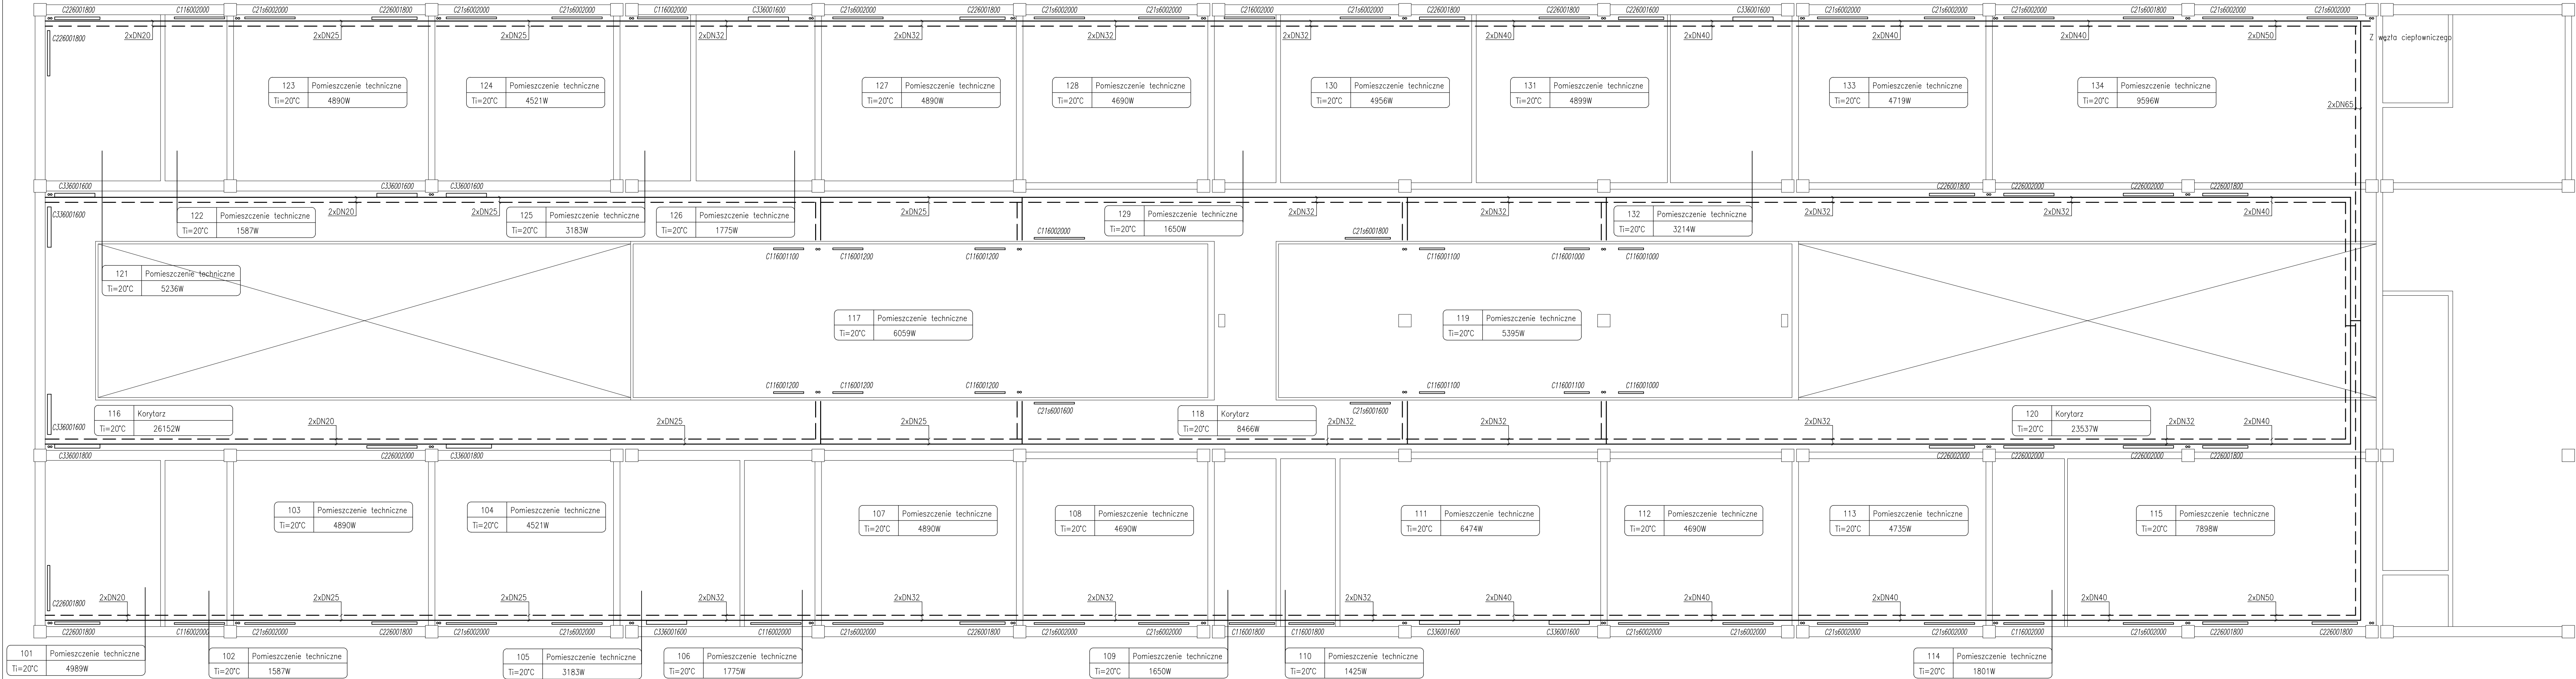 C226001800 C116002000 C21s6002000 C226001800 C21s6002000 C21s6002000 C116002000 C336001600 C21s6002000 C226001800 C21s6002000 C21s6002000 C216002000 C21s6002000 C226001800 C226001800 C226001600 C336001600 C21s6002000 C21s6002000 C21s6002000 C21s6001800 C21s6002000 C21s6002000
C226001800 2xDN20 2xDN25 2xDN25 2xDN32 2xDN32 2xDN32 2xDN32 2xDN40 2xDN40 2xDN40 2xDN40 2xDN50 Z węzła ciepłowniczego
123 Pomieszczenie techniczne 124 Pomieszczenie techniczne 127 Pomieszczenie techniczne 128 Pomieszczenie techniczne 130 Pomieszczenie techniczne 131 Pomieszczenie techniczne 133 Pomieszczenie techniczne 134 Pomieszczenie techniczne
Ti=20°C 4890W Ti=20°C 4521W Ti=20°C 4890W Ti=20°C 4690W Ti=20°C 4956W Ti=20°C 4899W Ti=20°C 4719W Ti=20°C 9596W
2xDN65
C336001600 C336001600 C336001600 C226001800 C226002000 C226002000 C226001800
C336001600 2xDN20 2xDN25 2xDN25 2xDN32 2xDN32 2xDN32 2xDN32 2xDN40
122 Pomieszczenie techniczne 125 Pomieszczenie techniczne 126 Pomieszczenie techniczne 129 Pomieszczenie techniczne 132 Pomieszczenie techniczne
Ti=20°C 1587W Ti=20°C 3183W Ti=20°C 1775W Ti=20°C 1650W Ti=20°C 3214W
C116002000 C21s6001800
C116001100 C116001200 C116001200 C116001100 C116001000 C116001000
121 Pomieszczenie techniczne
Ti=20°C 5236W
117 Pomieszczenie techniczne 119 Pomieszczenie techniczne
Ti=20°C 6059W Ti=20°C 5395W
C116001200 C116001200 C116001200 C116001100 C116001100 C116001000
C21s6001600 C21s6001600
116 Korytarz 118 Korytarz 120 Korytarz
Ti=20°C 26152W Ti=20°C 8466W Ti=20°C 23537W
C336001600 2xDN20 2xDN25 2xDN25 2xDN32 2xDN32 2xDN32 2xDN32 2xDN40
C336001800 C226002000 C336001800 C226002000 C226002000 C226002000 C226001800
103 Pomieszczenie techniczne 104 Pomieszczenie techniczne 107 Pomieszczenie techniczne 108 Pomieszczenie techniczne 111 Pomieszczenie techniczne 112 Pomieszczenie techniczne 113 Pomieszczenie techniczne 115 Pomieszczenie techniczne
Ti=20°C 4890W Ti=20°C 4521W Ti=20°C 4890W Ti=20°C 4690W Ti=20°C 6474W Ti=20°C 4690W Ti=20°C 4735W Ti=20°C 7898W
C226001800 2xDN20 2xDN25 2xDN25 2xDN32 2xDN32 2xDN32 2xDN32 2xDN40 2xDN40 2xDN40 2xDN40 2xDN50
C226001800 C116002000 C21s6002000 C226001800 C21s6002000 C21s6002000 C336001600 C116002000 C21s6002000 C226001800 C21s6002000 C21s6002000 C116001800 C116001800 C336001600 C336001600 C21s6002000 C21s6002000 C21s6002000 C21s6002000 C116002000 C21s6002000 C226001800 C226001800
101 Pomieszczenie techniczne 102 Pomieszczenie techniczne 105 Pomieszczenie techniczne 106 Pomieszczenie techniczne 109 Pomieszczenie techniczne 110 Pomieszczenie techniczne 114 Pomieszczenie techniczne
Ti=20°C 4989W Ti=20°C 1587W Ti=20°C 3183W Ti=20°C 1775W Ti=20°C 1650W Ti=20°C 1425W Ti=20°C 1801W